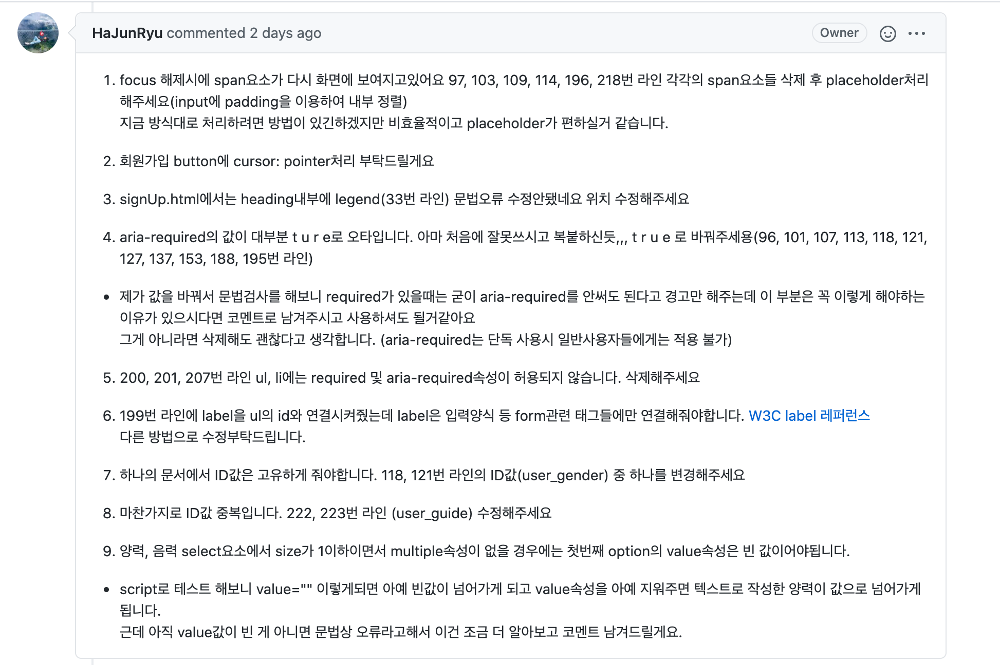 HaJunRyu commented 2 days ago
Owner
1. focus 해제시에 span요소가 다시 화면에 보여지고있어요 97, 103, 109, 114, 196, 218번 라인 각각의 span요소들 삭제 후 placeholder처리
해주세요(input에 padding을 이용하여 내부 정렬)
지금 방식대로 처리하려면 방법이 있긴하겠지만 비효율적이고 placeholder가 편하실거 같습니다.
2. 회원가입 button에 cursor: pointer처리 부탁드릴게요
3. signUp.html에서는 heading내부에 legend(33번 라인) 문법오류 수정안됐네요 위치 수정해주세요
4. aria-required의 값이 대부분 t u r e로 오타입니다. 아마 처음에 잘못쓰시고 복붙하신듯,,, t r u e 로 바꿔주세용(96, 101, 107, 113, 118, 121,
127, 137, 153, 188, 195번 라인)
• 제가 값을 바꿔서 문법검사를 해보니 required가 있을때는 굳이 aria-required를 안써도 된다고 경고만 해주는데 이 부분은 꼭 이렇게 해야하는
이유가 있으시다면 코멘트로 남겨주시고 사용하셔도 될거같아요
그게 아니라면 삭제해도 괜찮다고 생각합니다. (aria-required는 단독 사용시 일반사용자들에게는 적용 불가)
5. 200, 201, 207번 라인 ul, li에는 required 및 aria-required속성이 허용되지 않습니다. 삭제해주세요
6. 199번 라인에 label을 ul의 id와 연결시켜줬는데 label은 입력양식 등 form관련 태그들에만 연결해줘야합니다. W3C label 레퍼런스
다른 방법으로 수정부탁드립니다.
7. 하나의 문서에서 ID값은 고유하게 줘야합니다. 118, 121번 라인의 ID값(user_gender) 중 하나를 변경해주세요
8. 마찬가지로 ID값 중복입니다. 222, 223번 라인 (user_guide) 수정해주세요
9. 양력, 음력 select요소에서 size가 1이하이면서 multiple속성이 없을 경우에는 첫번째 option의 value속성은 빈 값이어야됩니다.
• script로 테스트 해보니 value="" 이렇게되면 아예 빈값이 넘어가게 되고 value속성을 아예 지워주면 텍스트로 작성한 양력이 값으로 넘어가게
됩니다.
근데 아직 value값이 빈 게 아니면 문법상 오류라고해서 이건 조금 더 알아보고 코멘트 남겨드릴게요.